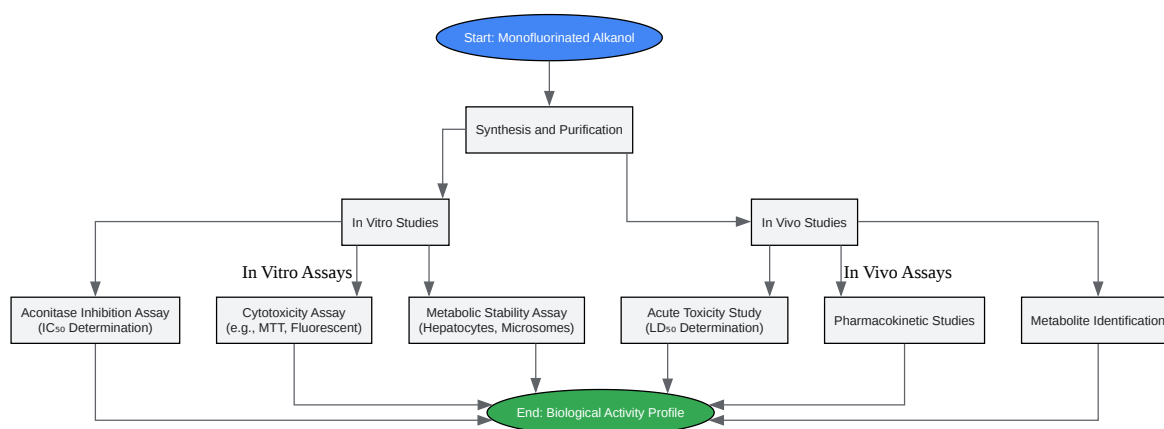 Start: Monofluorinated Alkanol
Synthesis and Purification
In Vitro Studies
In Vivo Studies
In Vitro Assays
In Vivo Assays
Aconitase Inhibition Assay
(IC₅₀ Determination)
Cytotoxicity Assay
(e.g., MTT, Fluorescent)
Metabolic Stability Assay
(Hepatocytes, Microsomes)
Acute Toxicity Study
(LD₅₀ Determination)
Pharmacokinetic Studies
Metabolite Identification
End: Biological Activity Profile